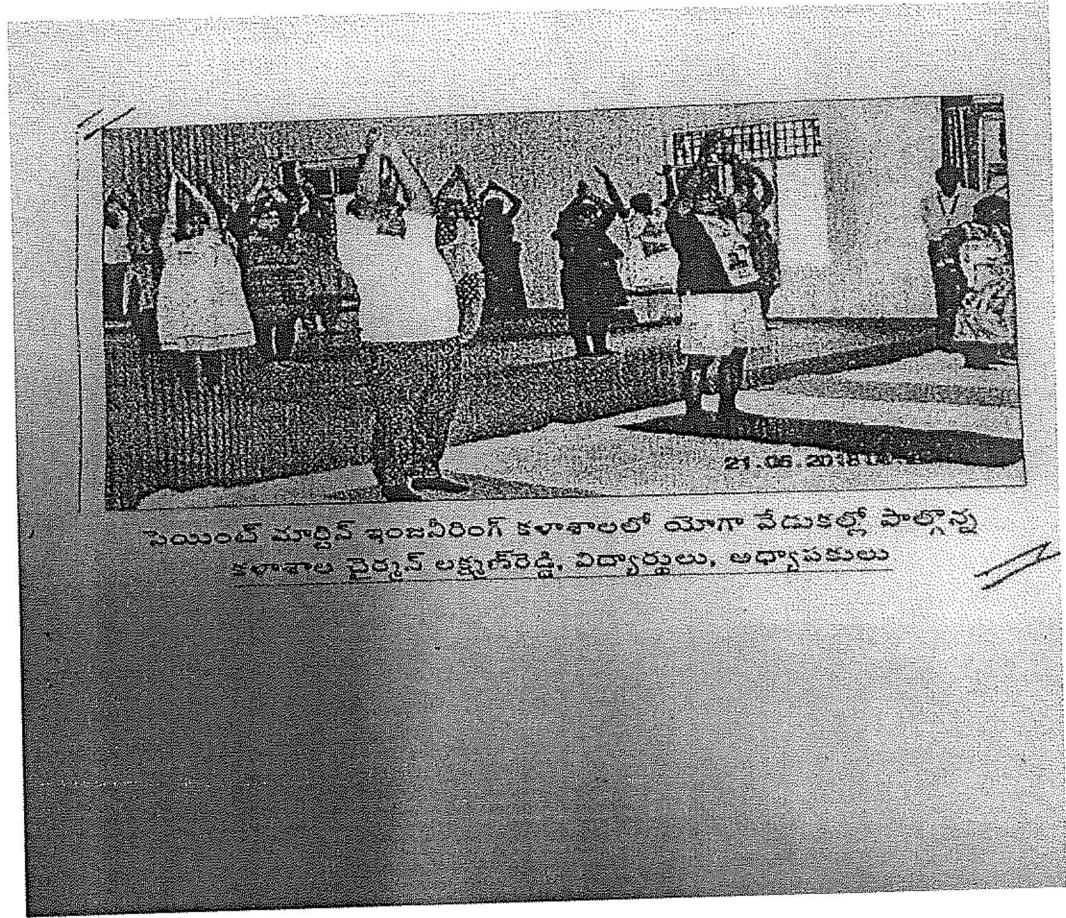 21.06.2018
సెయింట్ మార్టిన్ ఇంజనీరింగ్ కళాశాలలో యోగా వేడుకల్లో పాల్గొన్న
కళాశాల చైర్మన్ లక్ష్మణ్‌రెడ్డి, విద్యార్థులు, అధ్యాపకులు